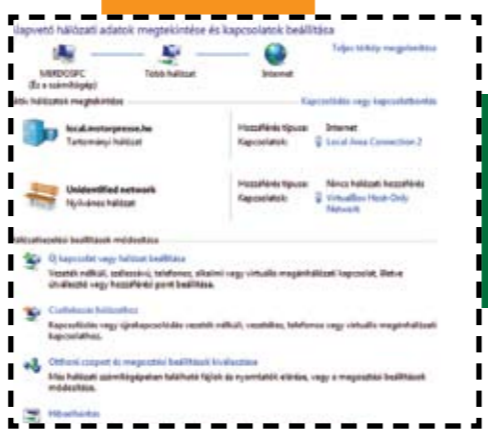 lapvető hálózati adatok megtekintése és kapcsolatok beállítása
Teljes térkép megjelenítése
Több hálózat
Internet
(Ez a számítógép)
hálózatok megtekintése
Kapcsolódás vagy kapcsolatbontás
local.motorpresse.hu
Tartományi hálózat
Hozzáférés típusa: Internet
Kapcsolatok: Local Area Connection 2
Unidentified network
Nyilvános hálózat
Hozzáférés típusa: Nincs hálózati hozzáférés
Kapcsolatok: VirtualBox Host-Only
Network
beállítások módosítása
Új kapcsolat vagy hálózat beállítása
Vezeték nélküli, szélessávú, telefonos, alkalmi vagy virtuális magánhálózati kapcsolat, illetve
útválasztó vagy hozzáférési pont beállítása.
Csatlakozás hálózathoz
Kapcsolódás vagy újrakapcsolódás vezeték nélküli, vezetékes, telefonos vagy virtuális magánhálózati
kapcsolathoz.
Otthoni csoport és megosztási beállítások kiválasztása
Más hálózati számítógépeken található fájlok és nyomtatók elérése, vagy a megosztási beállítások
módosítása.
Hibaelhárítás